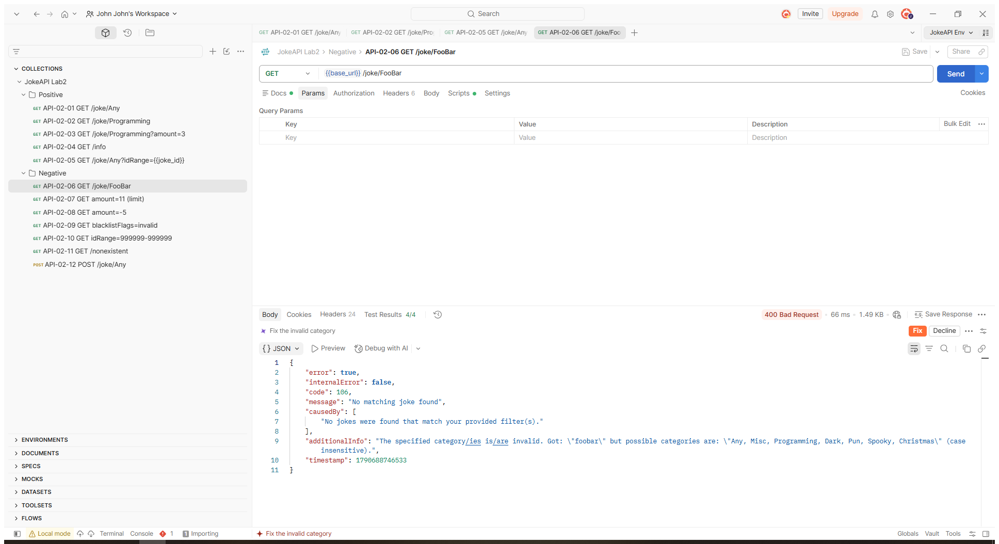 John John's Workspace
Search
Invite
Upgrade
GET API-02-01 GET /joke/Any
GET API-02-02 GET /joke/Pro
GET API-02-05 GET /joke/Any
GET API-02-06 GET /joke/Foo
JokeAPI Env
COLLECTIONS
JokeAPI Lab2
Positive
GET API-02-01 GET /joke/Any
GET API-02-02 GET /joke/Programming
GET API-02-03 GET /joke/Programming?amount=3
GET API-02-04 GET /info
GET API-02-05 GET /joke/Any?idRange={{joke_id}}
Negative
GET API-02-06 GET /joke/FooBar
GET API-02-07 GET amount=11 (limit)
GET API-02-08 GET amount=-5
GET API-02-09 GET blacklistFlags=invalid
GET API-02-10 GET idRange=999999-999999
GET API-02-11 GET /nonexistent
POST API-02-12 POST /joke/Any
ENVIRONMENTS
DOCUMENTS
SPECS
MOCKS
DATASETS
TOOLSETS
FLOWS
HTTP JokeAPI Lab2 > Negative > API-02-06 GET /joke/FooBar
Save
Share
GET {{base_url}} /joke/FooBar
Send
Docs Params Authorization Headers 6 Body Scripts Settings
Cookies
Query Params
Key Value Description Bulk Edit
Key Value Description
Body Cookies Headers 24 Test Results 4/4
400 Bad Request 66 ms 1.49 KB e.g. Save Response
Fix the invalid category
Fix Decline
{} JSON Preview Debug with AI
1 {
2 "error": true,
3 "internalError": false,
4 "code": 106,
5 "message": "No matching joke found",
6 "causedBy": [
7 "No jokes were found that match your provided filter(s)."
8 ],
9 "additionalInfo": "The specified category/ies is/are invalid. Got: \"foobar\" but possible categories are: \"Any, Misc, Programming, Dark, Pun, Spooky, Christmas\" (case
insensitive).",
10 "timestamp": 1790688746533
11 }
Local mode Terminal Console 1 1 Importing
Fix the invalid category
Globals Vault Tools